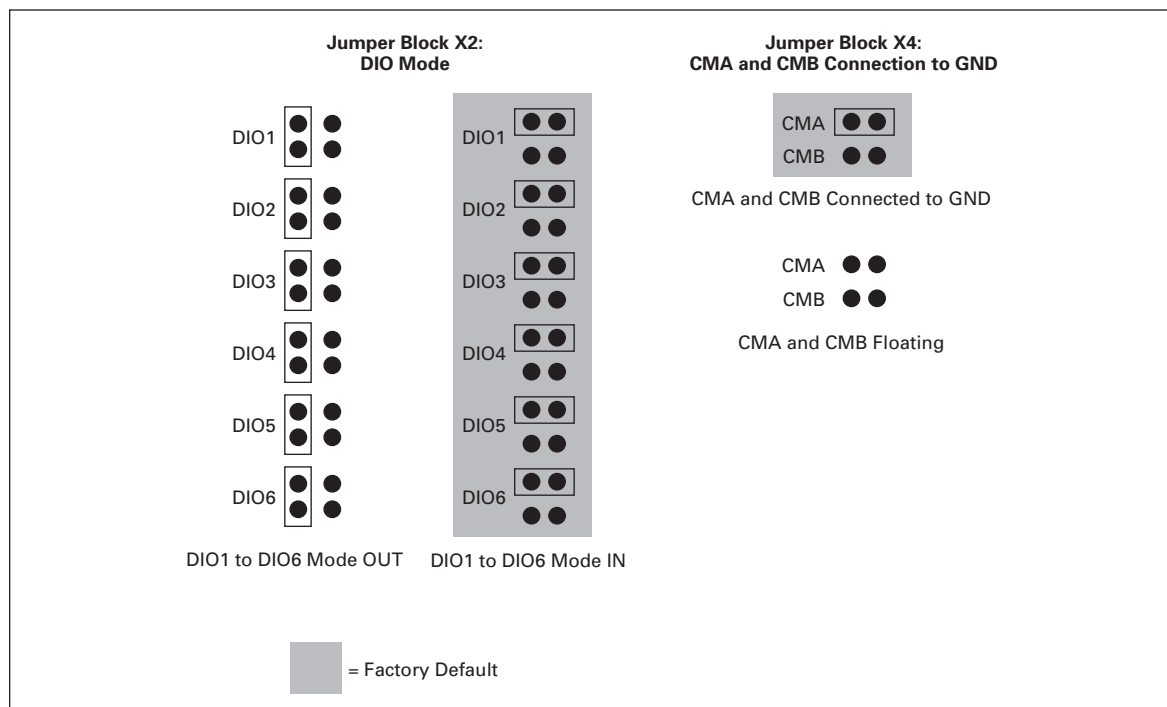 Jumper Block X2:
DIO Mode
DIO1
DIO2
DIO3
DIO4
DIO5
DIO6
DIO1 to DIO6 Mode OUT
DIO1
DIO2
DIO3
DIO4
DIO5
DIO6
DIO1 to DIO6 Mode IN
Jumper Block X4:
CMA and CMB Connection to GND
CMA
CMB
CMA and CMB Connected to GND
CMA
CMB
CMA and CMB Floating
= Factory Default